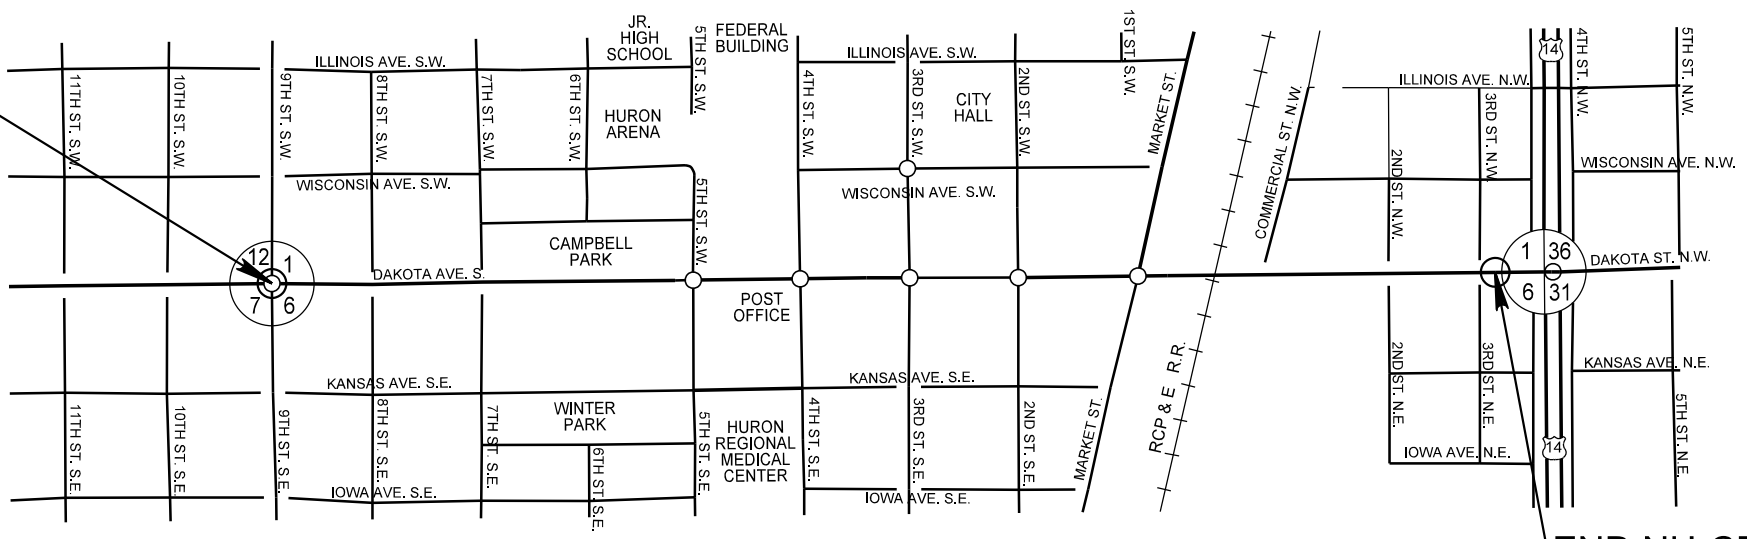 JR.
HIGH
SCHOOL
5TH ST. S.W.
FEDERAL
BUILDING
1ST ST. S.W.
ILLINOIS AVE. S.W.
ILLINOIS AVE. S.W.
ILLINOIS AVE. N.W.
14
4TH ST. N.W.
5TH ST. N.W.
11TH ST. S.W.
10TH ST. S.W.
9TH ST. S.W.
8TH ST. S.W.
7TH ST. S.W.
6TH ST. S.W.
HURON
ARENA
4TH ST. S.W.
3RD ST. S.W.
CITY
HALL
2ND ST. S.W.
MARKET ST.
COMMERCIAL ST. N.W.
2ND ST. N.W.
3RD ST. N.W.
WISCONSIN AVE. S.W.
WISCONSIN AVE. S.W.
WISCONSIN AVE. N.W.
5TH ST. S.W.
CAMPBELL
PARK
12
1
7
6
DAKOTA AVE. S.
POST
OFFICE
1
36
6
31
DAKOTA ST. N.W.
RCP & E R.R.
KANSAS AVE. S.E.
KANSAS AVE. S.E.
KANSAS AVE. N.E.
11TH ST. S.E.
10TH ST. S.E.
9TH ST. S.E.
8TH ST. S.E.
7TH ST. S.E.
WINTER
PARK
6TH ST. S.E.
5TH ST. S.E.
HURON
REGIONAL
MEDICAL
CENTER
4TH ST. S.E.
3RD ST. S.E.
2ND ST. S.E.
MARKET ST.
2ND ST. N.E.
3RD ST. N.E.
14
5TH ST. N.E.
IOWA AVE. S.E.
IOWA AVE. S.E.
IOWA AVE. N.E.